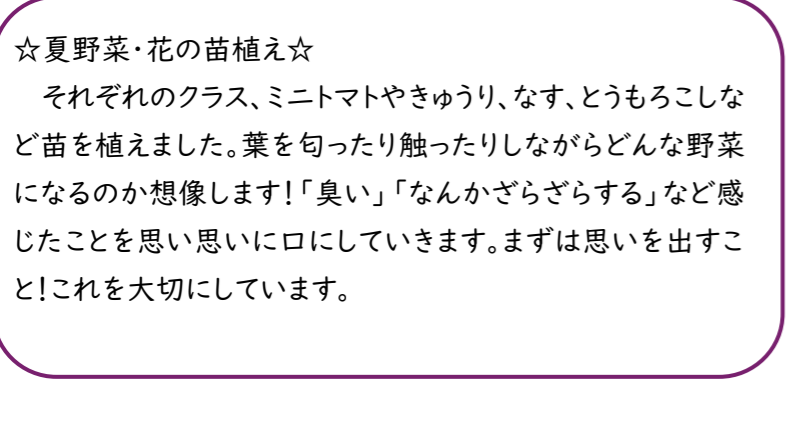 ☆夏野菜・花の苗植え☆
　それぞれのクラス、ミニトマトやきゅうり、なす、とうもろこしな
ど苗を植えました。葉を匂ったり触ったりしながらどんな野菜
になるのか想像します!「臭い」「なんかざらざらする」など感
じたことを思い思いに口にしていきます。まずは思いを出すこ
と!これを大切にしています。